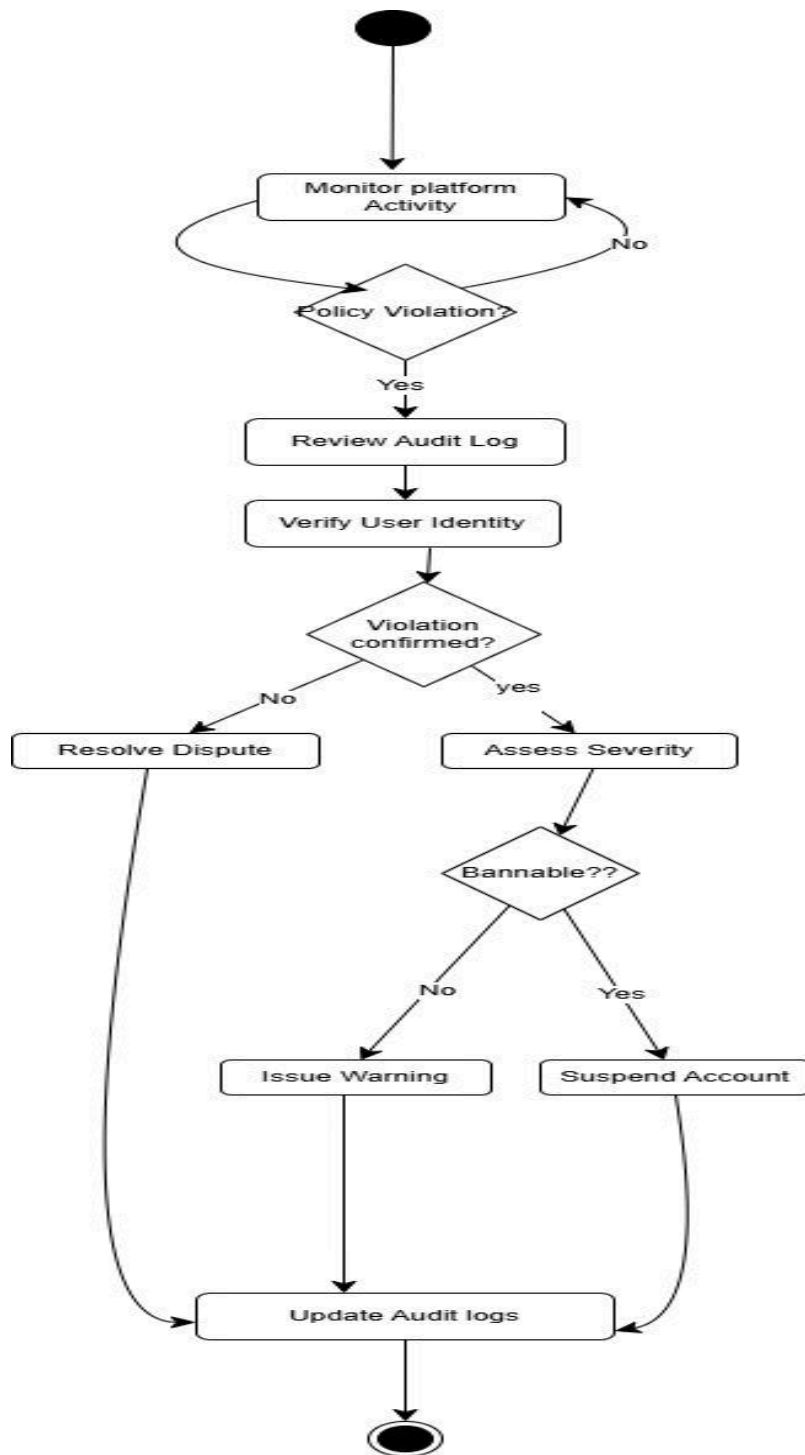 Monitor platform
Activity
No
Policy Violation?
Yes
Review Audit Log
Verify User Identity
Violation
confirmed?
No
yes
Resolve Dispute
Assess Severity
Bannable??
No
Yes
Issue Warning
Suspend Account
Update Audit logs